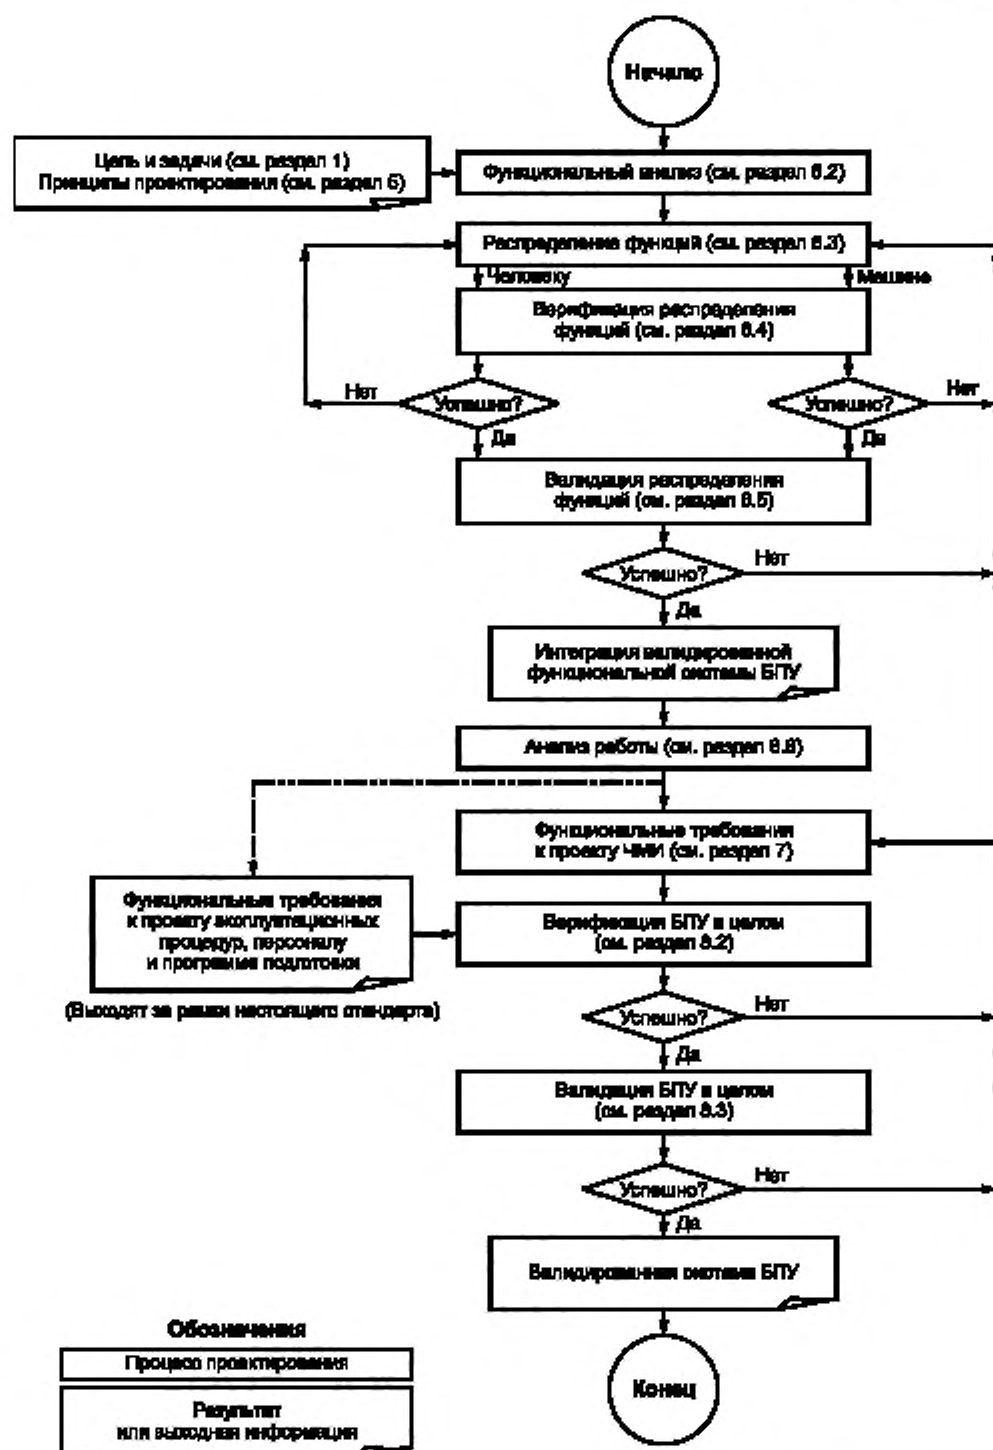 Начало
Цель и задачи (см. раздел 1)
Принципы проектирования (см. раздел 5)
Функциональный анализ (см. раздел 6.2)
Распределение функций (см. раздел 6.3)
Человеку
Машине
Верификация распределения
функций (см. раздел 6.4)
Нет
Успешно?
Успешно?
Нет
Да
Да
Валидация распределения
функций (см. раздел 6.5)
Успешно?
Нет
Да
Интеграция валидированной
функциональной системы БПУ
Анализ работы (см. раздел 6.6)
Функциональные требования
к проекту ЧМИ (см. раздел 7)
Функциональные требования
к проекту эксплуатационных
процедур, персоналу
и программе подготовки
(Выходят за рамки настоящего стандарта)
Верификация БПУ в целом
(см. раздел 8.2)
Успешно?
Нет
Да
Валидация БПУ в целом
(см. раздел 8.3)
Успешно?
Нет
Да
Валидированная система БПУ
Конец
Обозначения
Процесс проектирования
Результат
или выходная информация